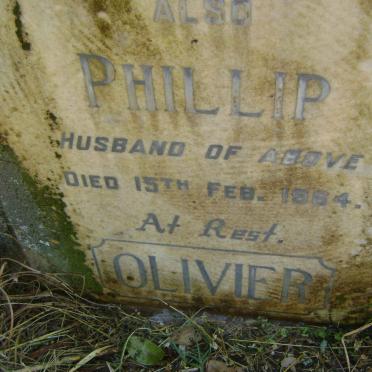 ALSO
PHILLIP
HUSBAND OF ABOVE
DIED 15TH FEB. 1964.
At Rest.
OLIVIER